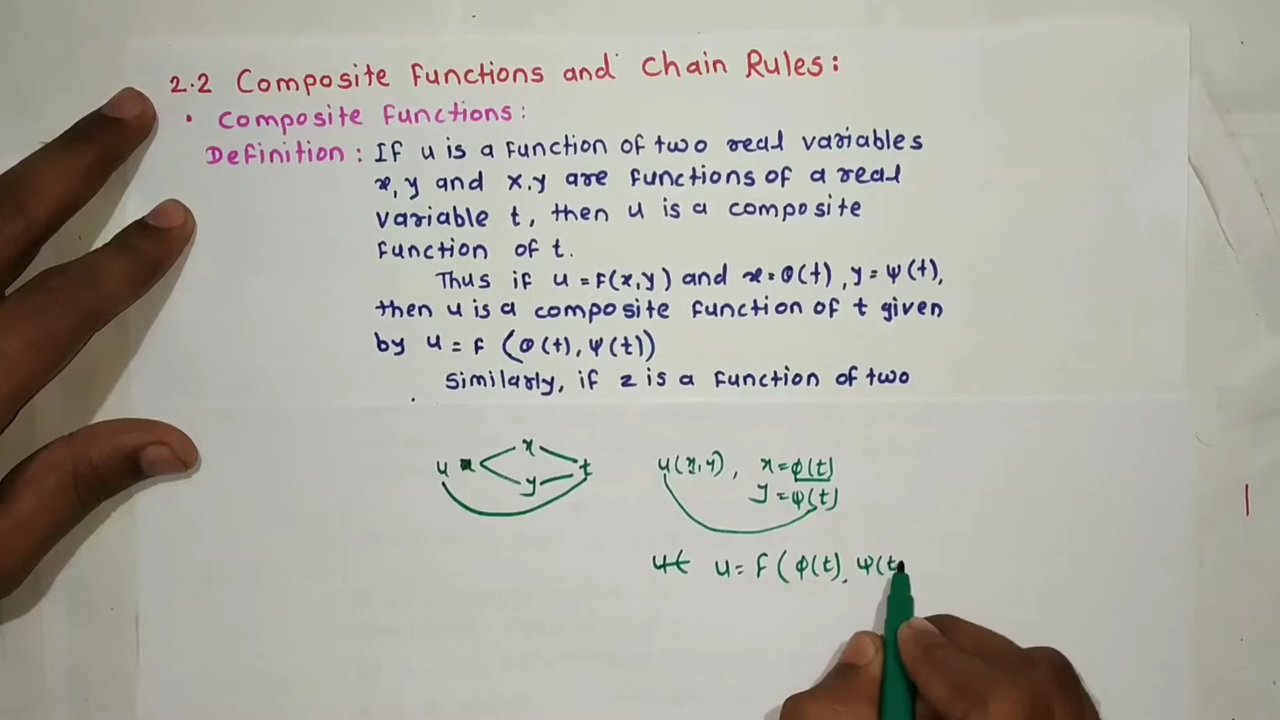 2.2 Composite Functions and Chain Rules:
• Composite Functions:
Definition: If u is a function of two real variables
x, y and x, y are functions of a real
variable t, then u is a composite
function of t.
Thus if u = f(x, y) and x = Φ(t), y = Ψ(t),
then u is a composite function of t given
by u = f (Φ(t), Ψ(t))
Similarly, if z is a function of two
x
u t
y
u(x, y), x = φ(t)
y = ψ(t)
u = f (φ(t), ψ(t